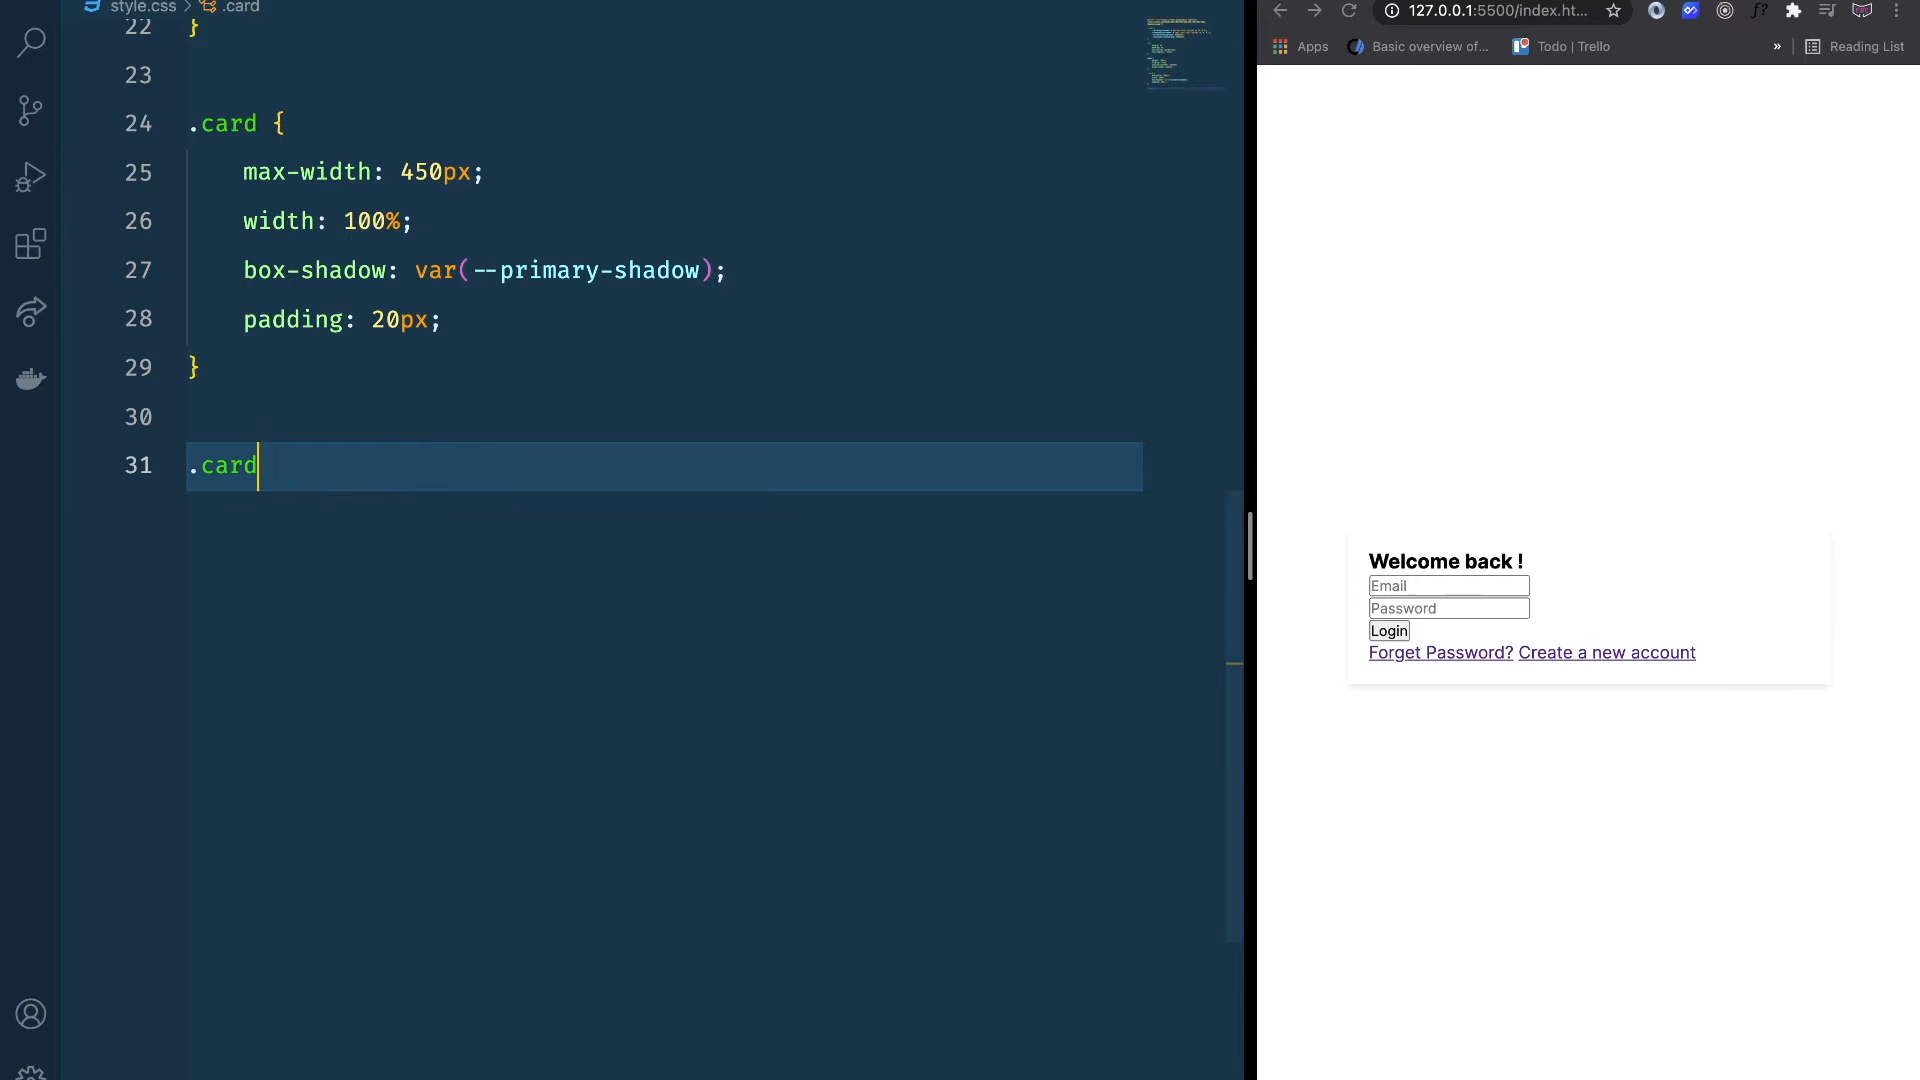 style.css > .card
22 }
23
24 .card {
25 max-width: 450px;
26 width: 100%;
27 box-shadow: var(--primary-shadow);
28 padding: 20px;
29 }
30
31 .card
127.0.0.1:5500/index.ht...
Apps Basic overview of... Todo | Trello » Reading List
Welcome back !
Email
Password
Login
Forget Password? Create a new account